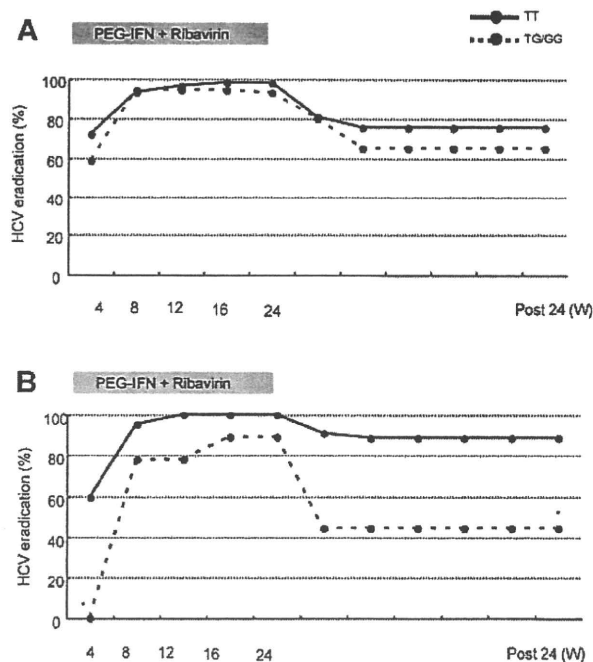 A
PEG-IFN + Ribavirin
TT
TG/GG
HCV eradication (%)
100
80
60
40
20
0
4 8 12 16 24 Post 24 (W)
B
PEG-IFN + Ribavirin
HCV eradication (%)
100
80
60
40
20
0
4 8 12 16 24 Post 24 (W)